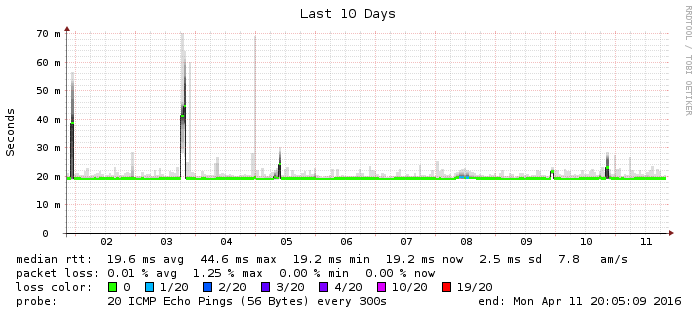 Last 10 Days
RRDTOOL / TOBI OETIKER
Seconds
70 m
60 m
50 m
40 m
30 m
20 m
10 m
0
02 03 04 05 06 07 08 09 10 11
median rtt: 19.6 ms avg 44.6 ms max 19.2 ms min 19.2 ms now 2.5 ms sd 7.8 am/s
packet loss: 0.01 % avg 1.25 % max 0.00 % min 0.00 % now
loss color: 0 1/20 2/20 3/20 4/20 10/20 19/20
probe: 20 ICMP Echo Pings (56 Bytes) every 300s end: Mon Apr 11 20:05:09 2016